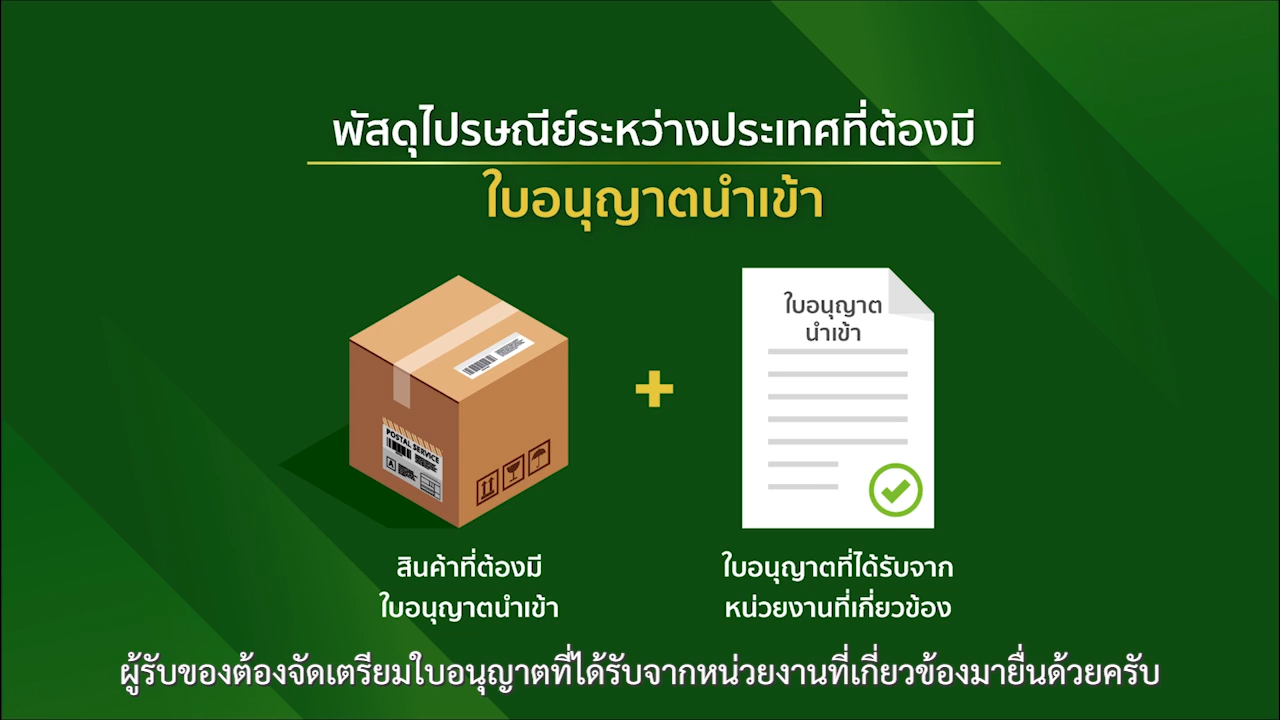 พัสดุไปรษณีย์ระหว่างประเทศที่ต้องมี
ใบอนุญาตนำเข้า
ใบอนุญาต
นำเข้า
POSTAL SERVICE
A
สินค้าที่ต้องมี
ใบอนุญาตนำเข้า
ใบอนุญาตที่ได้รับจาก
หน่วยงานที่เกี่ยวข้อง
ผู้รับของต้องจัดเตรียมใบอนุญาตที่ได้รับจากหน่วยงานที่เกี่ยวข้องมายื่นด้วยครับ